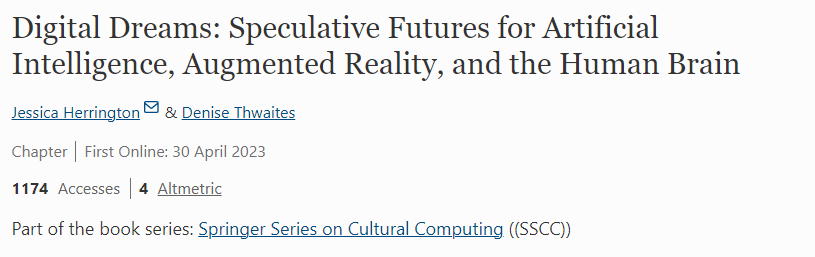 Digital Dreams: Speculative Futures for Artificial
Intelligence, Augmented Reality, and the Human Brain
Jessica Herrington & Denise Thwaites
Chapter | First Online: 30 April 2023
1174 Accesses | 4 Altmetric
Part of the book series: Springer Series on Cultural Computing ((SSCC))